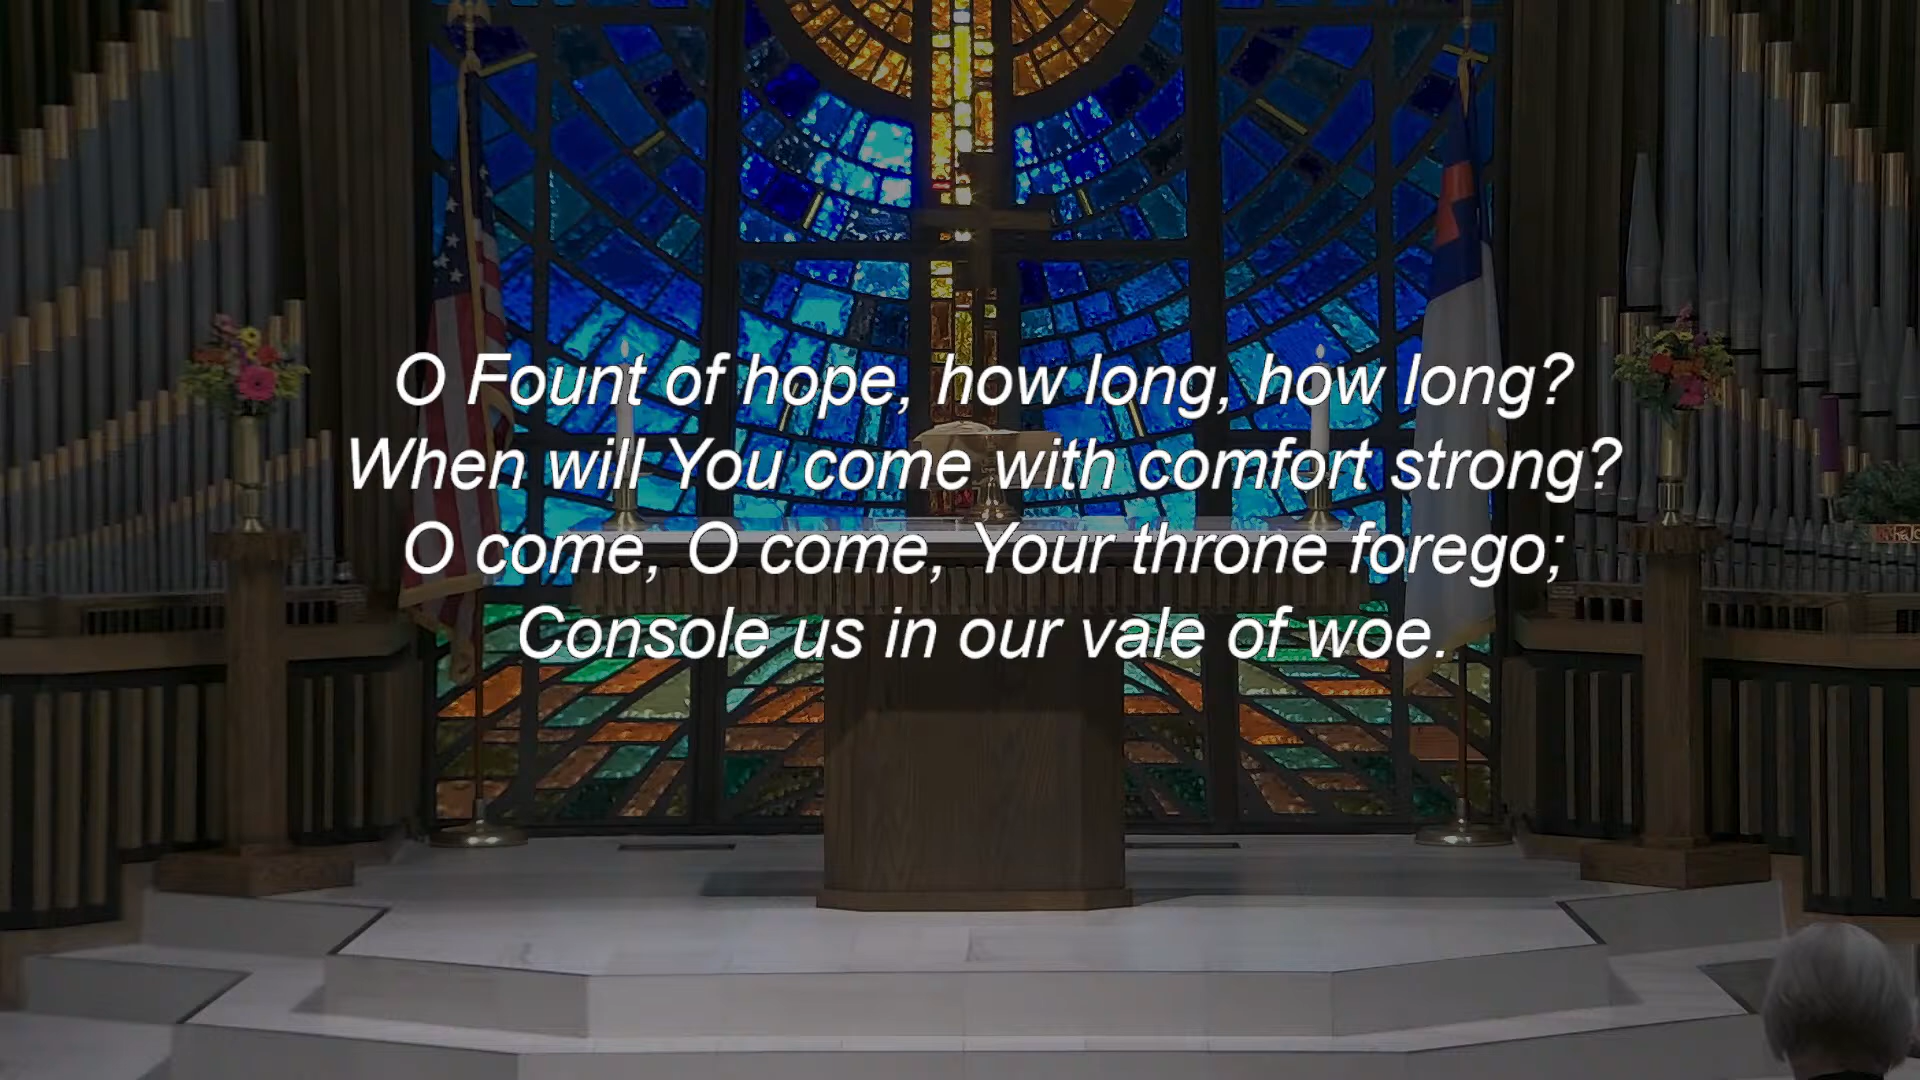 O Fount of hope, how long, how long?
When will You come with comfort strong?
O come, O come, Your throne forego;
Console us in our vale of woe.